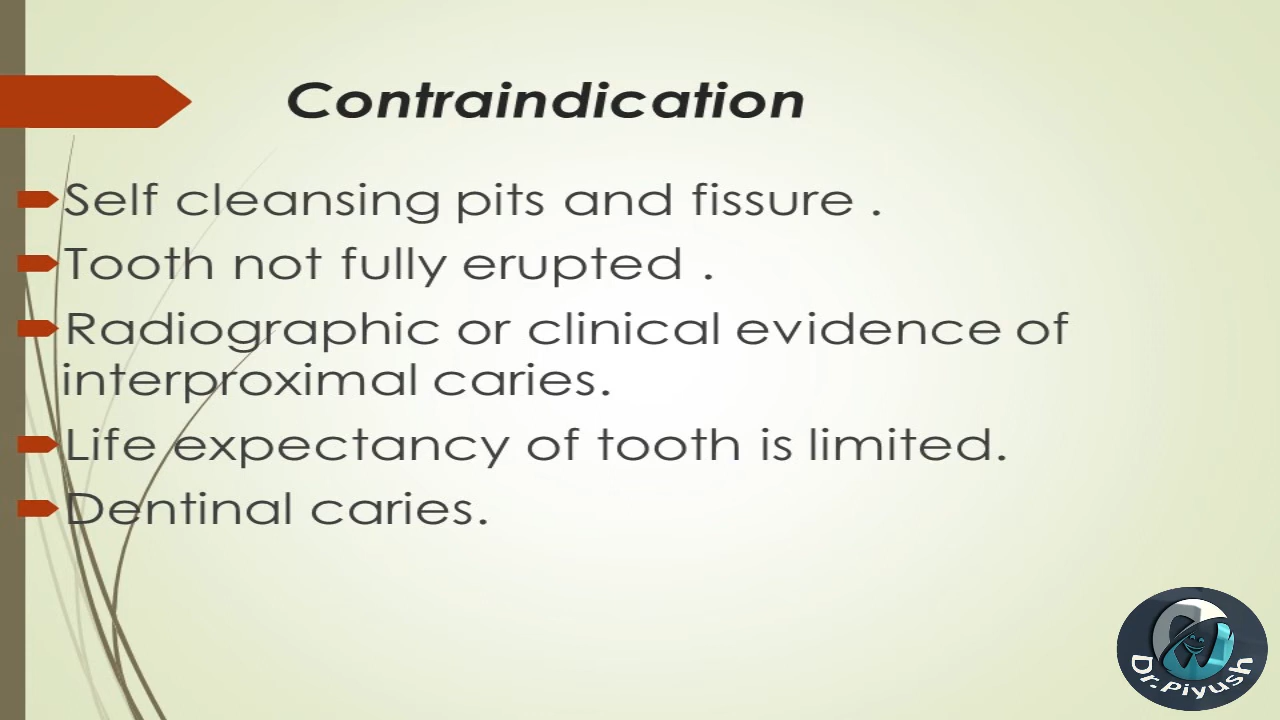 Contraindication
Self cleansing pits and fissure .
Tooth not fully erupted .
Radiographic or clinical evidence of
interproximal caries.
Life expectancy of tooth is limited.
Dentinal caries.
Dr.Piyush